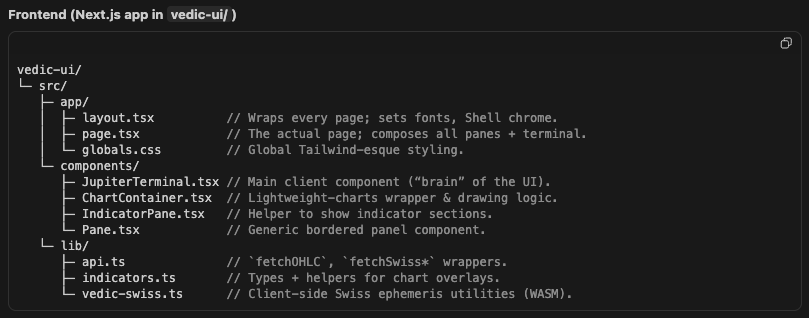 Frontend (Next.js app in vedic-ui/ )
vedic-ui/
└─ src/
   ├─ app/
   │  ├─ layout.tsx          // Wraps every page; sets fonts, Shell chrome.
   │  ├─ page.tsx            // The actual page; composes all panes + terminal.
   │  └─ globals.css         // Global Tailwind-esque styling.
   └─ components/
      ├─ JupiterTerminal.tsx // Main client component (“brain” of the UI).
      ├─ ChartContainer.tsx  // Lightweight-charts wrapper & drawing logic.
      ├─ IndicatorPane.tsx   // Helper to show indicator sections.
      └─ Pane.tsx            // Generic bordered panel component.
   └─ lib/
      ├─ api.ts              // `fetchOHLC`, `fetchSwiss*` wrappers.
      ├─ indicators.ts       // Types + helpers for chart overlays.
      └─ vedic-swiss.ts      // Client-side Swiss ephemeris utilities (WASM).